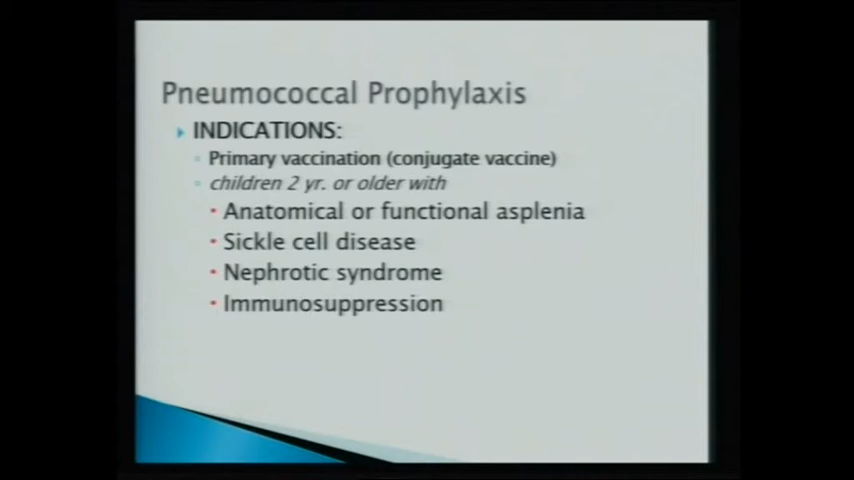 Pneumococcal Prophylaxis
INDICATIONS:
Primary vaccination (conjugate vaccine)
children 2 yr. or older with
Anatomical or functional asplenia
Sickle cell disease
Nephrotic syndrome
Immunosuppression